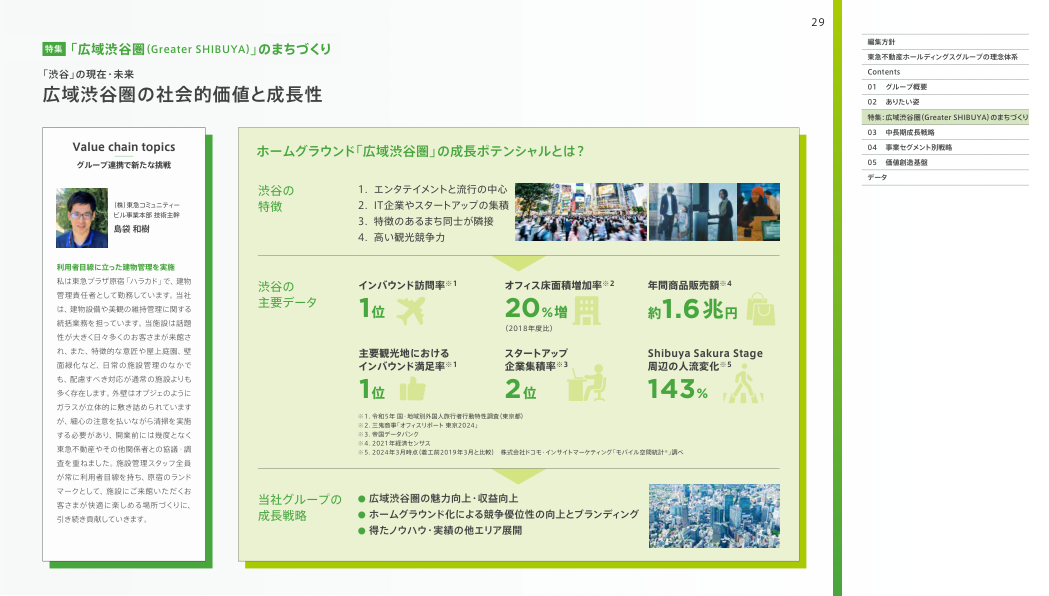 29
特集 「広域渋谷圏(Greater SHIBUYA)」のまちづくり
「渋谷」の現在・未来
広域渋谷圏の社会的価値と成長性
Value chain topics
グループ連携で新たな挑戦
(株)東急コミュニティー
ビル事業本部 技術主幹
島袋 和樹
利用者目線に立った建物管理を実施
私は東急プラザ原宿「ハラカド」で、建物
管理責任者として勤務しています。当社
は、建物設備や美観の維持管理に関する
統括業務を担っています。当施設は話題
性が大きく日々多くのお客さまが来館さ
れ、また、特徴的な意匠や屋上庭園、壁
面緑化など、日常の施設管理のなかで
も、配慮すべき対応が通常の施設よりも
多く存在します。外壁はオブジェのように
ガラスが立体的に敷き詰められています
が、細心の注意を払いながら清掃を実施
する必要があり、開業前には幾度となく
東急不動産やその他関係者との協議・調
査を重ねました。施設管理スタッフ全員
が常に利用者目線を持ち、原宿のランド
マークとして、施設にご来館いただくお
客さまが快適に楽しめる場所づくりに、
引き続き貢献していきます。
ホームグラウンド「広域渋谷圏」の成長ポテンシャルとは?
渋谷の
特徴
1. エンタテイメントと流行の中心
2. IT企業やスタートアップの集積
3. 特徴のあるまち同士が隣接
4. 高い観光競争力
渋谷の
主要データ
インバウンド訪問率※1
1位
オフィス床面積増加率※2
20%増
(2018年度比)
年間商品販売額※4
約1.6兆円
主要観光地における
インバウンド満足率※1
1位
スタートアップ
企業集積率※3
2位
Shibuya Sakura Stage
周辺の人流変化※5
143%
※1. 令和5年 国・地域別外国人旅行者行動特性調査(東京都)
※2. 三鬼商事「オフィスリポート 東京2024」
※3. 帝国データバンク
※4. 2021年経済センサス
※5. 2024年3月時点(着工前2019年3月と比較) 株式会社ドコモ・インサイトマーケティング「モバイル空間統計®」調べ
当社グループの
成長戦略
● 広域渋谷圏の魅力向上・収益向上
● ホームグラウンド化による競争優位性の向上とブランディング
● 得たノウハウ・実績の他エリア展開
編集方針
東急不動産ホールディングスグループの理念体系
Contents
01 グループ概要
02 ありたい姿
特集:広域渋谷圏(Greater SHIBUYA)のまちづくり
03 中長期成長戦略
04 事業セグメント別戦略
05 価値創造基盤
データ